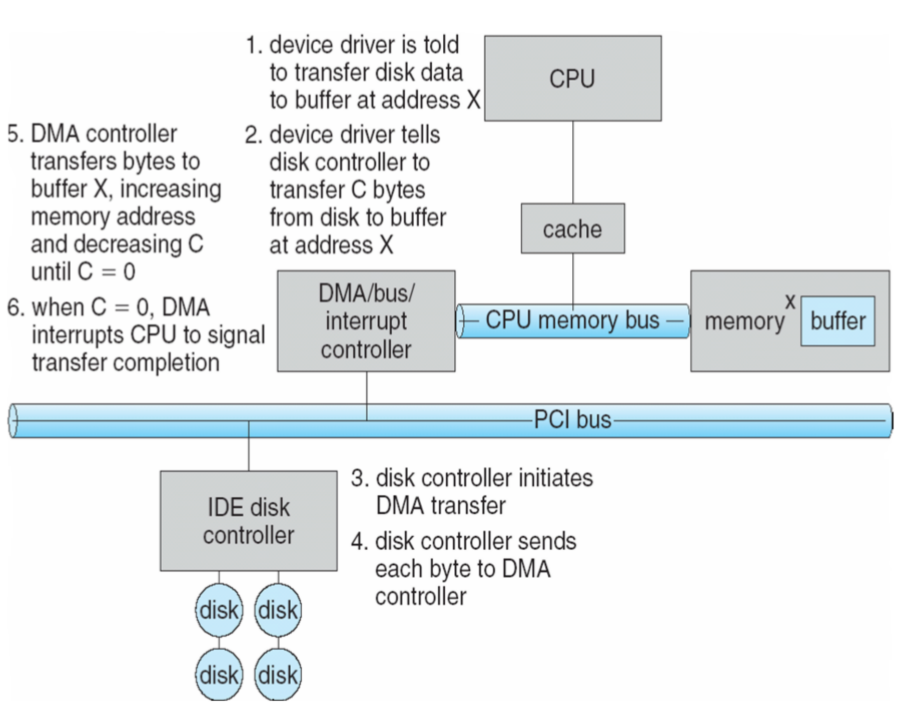 1. device driver is told
to transfer disk data
to buffer at address X
CPU
5. DMA controller
transfers bytes to
buffer X, increasing
memory address
and decreasing C
until C = 0
2. device driver tells
disk controller to
transfer C bytes
from disk to buffer
at address X
cache
6. when C = 0, DMA
interrupts CPU to signal
transfer completion
DMA/bus/
interrupt
controller
CPU memory bus
memory
X
buffer
PCI bus
IDE disk
controller
3. disk controller initiates
DMA transfer
4. disk controller sends
each byte to DMA
controller
disk
disk
disk
disk